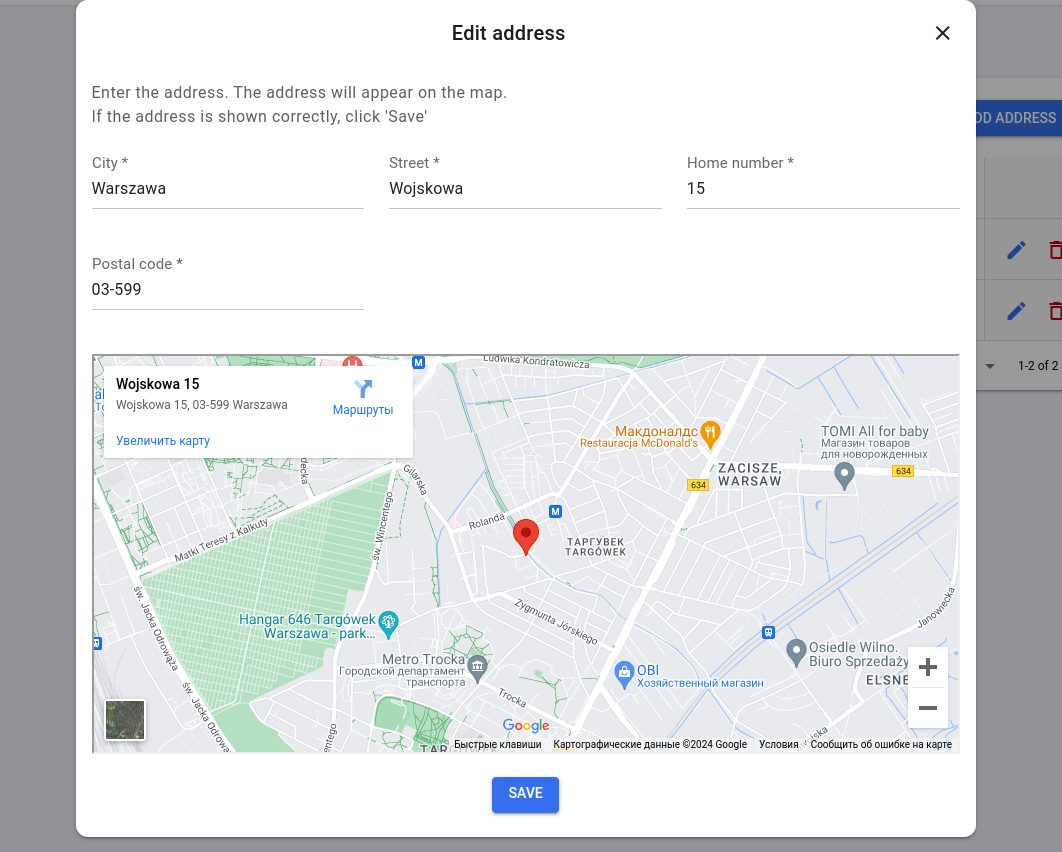 Edit address
Enter the address. The address will appear on the map.
If the address is shown correctly, click 'Save'
DD ADDRESS
City *
Street *
Home number *
Warszawa
Wojskowa
15
Postal code *
03-599
1-2 of 2
Wojskowa 15
Wojskowa 15, 03-599 Warszawa
Маршруты
Увеличить карту
M
Ludwika Kondratowicza
Макдоналдс
Restauracja McDonald's
TOMI All for baby
Магазин товаров
для новорожденных
ZACISZE,
WARSAW
634
634
Gilarska
św. Wincentego
Rolanda
M
ТАРГУВЕК
TARGÓWEK
Matki Teresy z Kalkuty
św. Jacka Odrowąża
Zygmunta Jórskiego
Janowiecka
Hangar 646 Targówek
Warszawa - park...
Metro Trocka
Городской департамент
транспорта
OBI
Хозяйственный магазин
Osiedle Wilno.
Biuro Sprzedaży
ELSNE
św. Jacka Odrową
Trocka
Google
Быстрые клавиши
Картографические данные ©2024 Google
Условия
Сообщить об ошибке на карте
SAVE